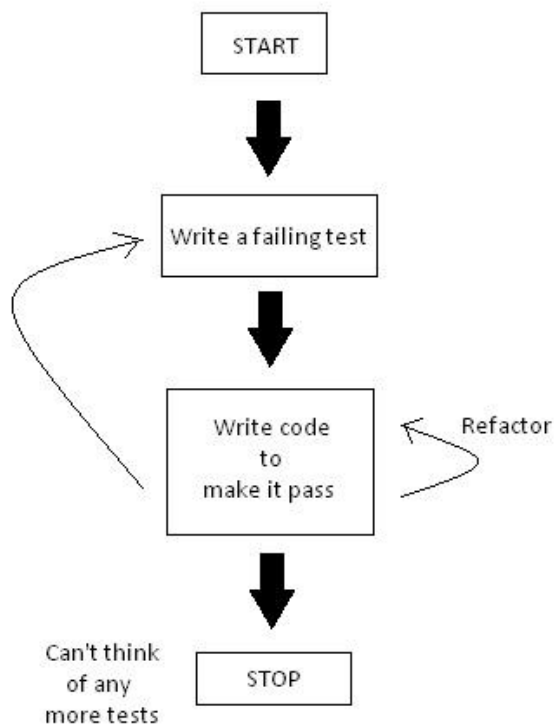 START
Write a failing test
Write code
to
make it pass
Refactor
Can't think
of any
more tests
STOP